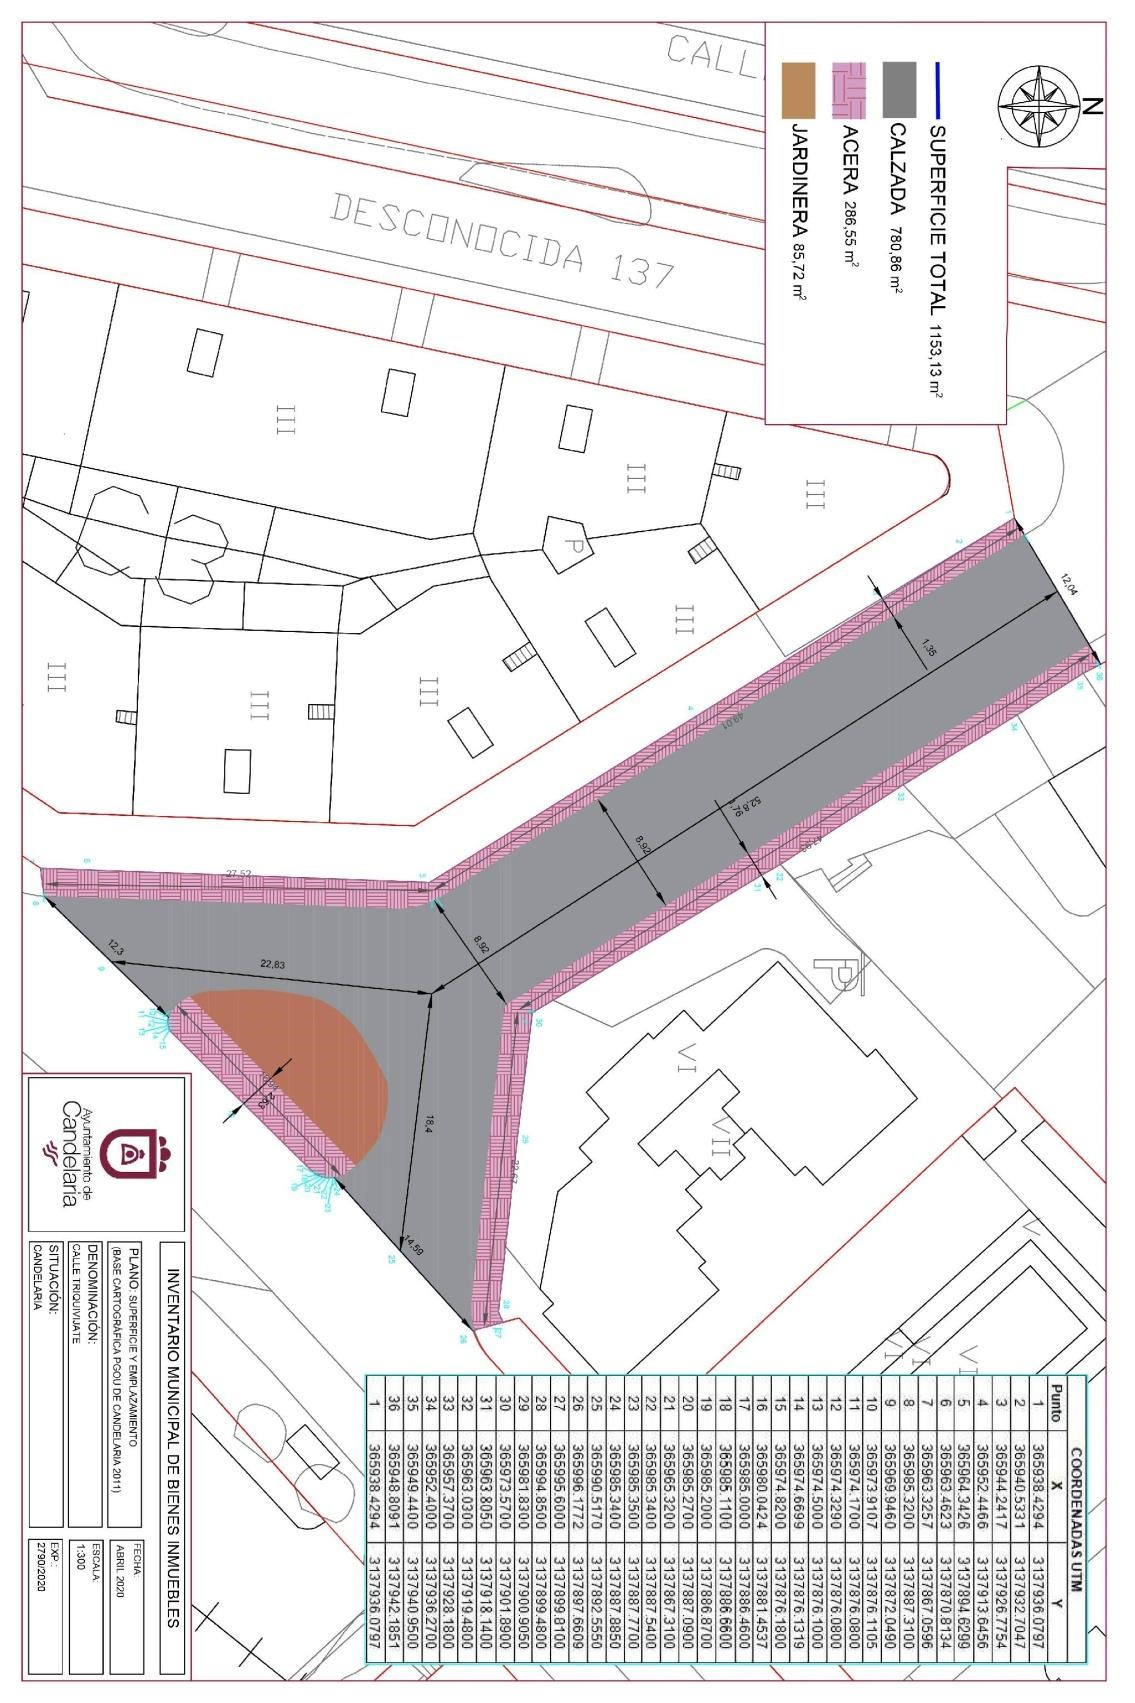 N
SUPERFICIE TOTAL 1153,13 m²
CALZADA 780,86 m²
ACERA 286,55 m²
JARDINERA 85,72 m²
CALL
DESCONOCIDA 137
III
III
III
III
III
III
III
P
P
VI
VII
V
VI
VI
VI
12,04
1,35
49,01
52,8
1,76
8,92
8,92
27,52
12,3
22,83
18,4
14,59
22,67
COORDENADAS UTM
Punto X Y
1 365938.4294 3137936.0797
2 365940.5331 3137932.7047
3 365944.2417 3137926.7754
4 365952.4466 3137913.6456
5 365964.3426 3137894.6299
6 365963.4623 3137870.8134
7 365963.3257 3137867.0596
8 365985.3200 3137887.3100
9 365969.9460 3137872.0490
10 365973.9107 3137876.1105
11 365974.1700 3137876.0800
12 365974.3290 3137876.0800
13 365974.5000 3137876.1000
14 365974.6699 3137876.1319
15 365974.8200 3137876.1800
16 365980.0424 3137881.4537
17 365985.0000 3137886.4600
18 365985.1100 3137886.6600
19 365985.2000 3137886.8700
20 365985.2700 3137887.0900
21 365985.3200 3137887.3100
22 365985.3400 3137887.5400
23 365985.3500 3137887.7700
24 365985.3400 3137887.8850
25 365990.5170 3137892.5550
26 365996.1772 3137897.6609
27 365995.6000 3137899.8100
28 365994.8500 3137899.4800
29 365981.8300 3137900.9050
30 365973.5700 3137901.8900
31 365963.8050 3137918.1400
32 365963.0300 3137919.4800
33 365957.3700 3137928.1800
34 365952.4000 3137936.2700
35 365949.4400 3137940.9500
36 365948.8091 3137942.1851
1 365938.4294 3137936.0797
Ayuntamiento de
Candelaria
INVENTARIO MUNICIPAL DE BIENES INMUEBLES
PLANO: SUPERFICIE Y EMPLAZAMIENTO
(BASE CARTOGRÁFICA PGOU DE CANDELARIA 2011)
DENOMINACIÓN:
CALLE TRIQUIVIJATE
SITUACIÓN:
CANDELARIA
FECHA:
ABRIL 2020
ESCALA:
1:300
EXP.:
2790/2020